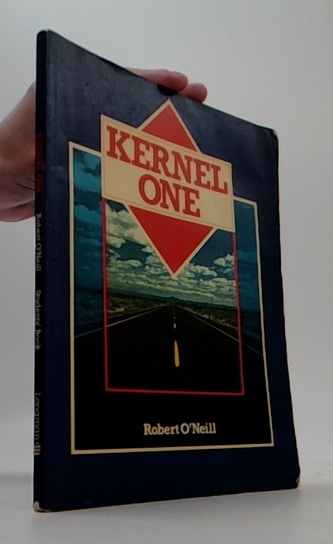 KERNEL
ONE
Robert O'Neill
Robert O'Neill
Students' Book
Longman